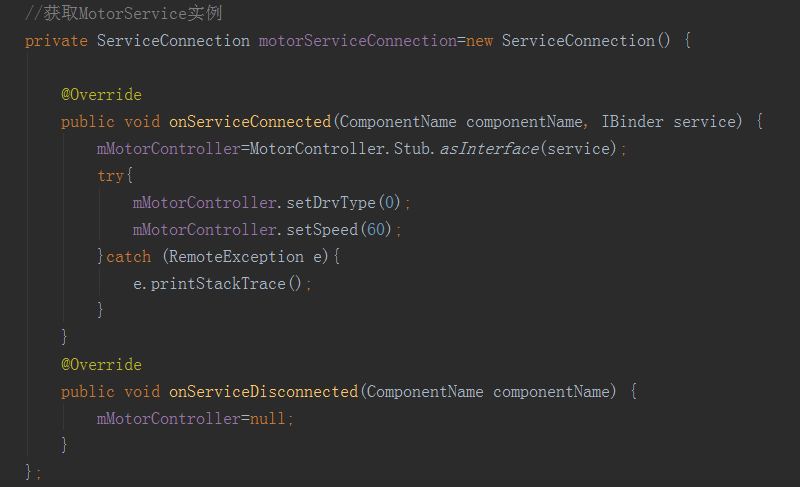 //获取MotorService实例
private ServiceConnection motorServiceConnection=new ServiceConnection() {
@Override
public void onServiceConnected(ComponentName componentName, IBinder service) {
mMotorController=MotorController.Stub.asInterface(service);
try{
mMotorController.setDrvType(0);
mMotorController.setSpeed(60);
}catch (RemoteException e){
e.printStackTrace();
}
}
@Override
public void onServiceDisconnected(ComponentName componentName) {
mMotorController=null;
}
};